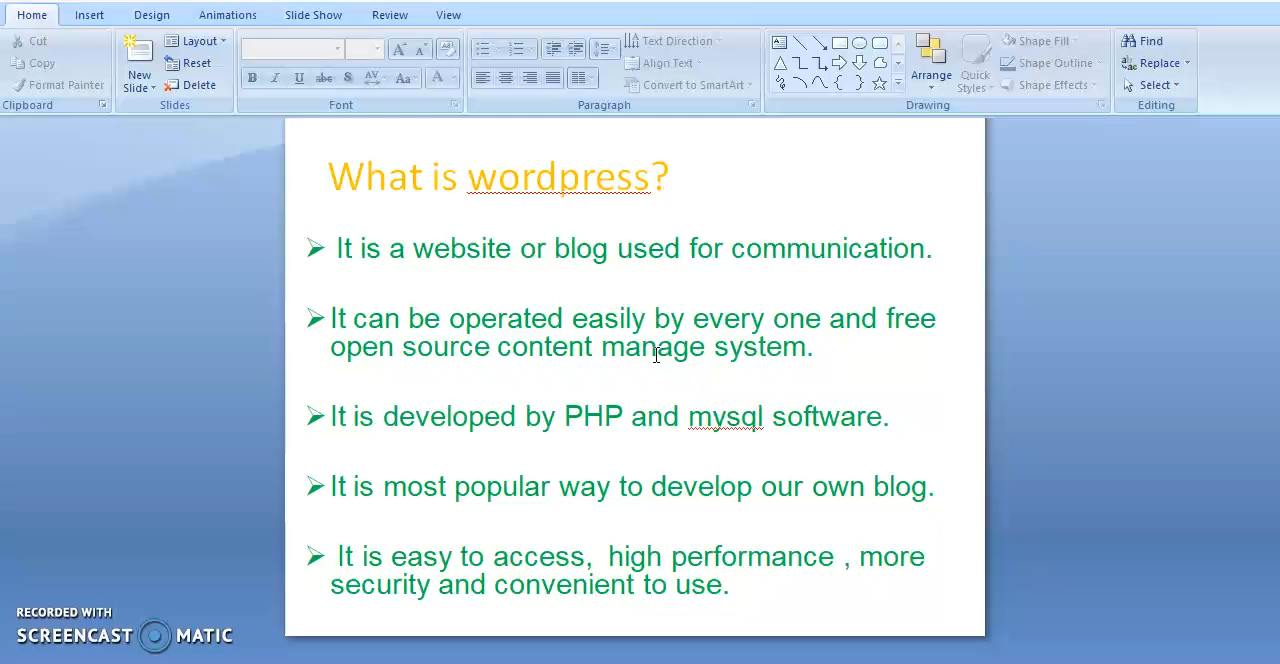 Home Insert Design Animations Slide Show Review View
Cut
Copy
Format Painter
Clipboard
New
Slide
Layout
Reset
Delete
Slides
B I U abc S AV Aa A
Font
Text Direction
Align Text
Convert to SmartArt
Paragraph
Arrange
Quick
Styles
Shape Fill
Shape Outline
Shape Effects
Drawing
Find
Replace
Select
Editing
What is wordpress?
It is a website or blog used for communication.
It can be operated easily by every one and free
open source content manage system.
It is developed by PHP and mysql software.
It is most popular way to develop our own blog.
It is easy to access,  high performance , more
security and convenient to use.
RECORDED WITH
SCREENCAST MATIC